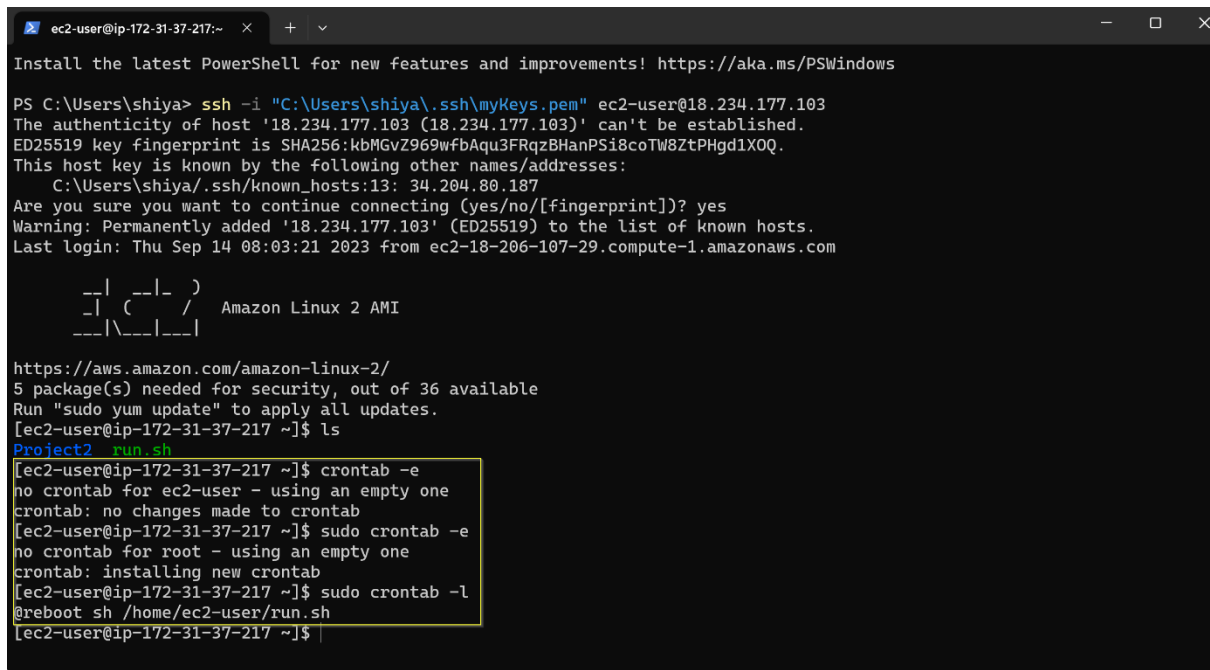 ec2-user@ip-172-31-37-217:~
Install the latest PowerShell for new features and improvements! https://aka.ms/PSWindows
PS C:\Users\shiya> ssh -i "C:\Users\shiya\.ssh\myKeys.pem" ec2-user@18.234.177.103
The authenticity of host '18.234.177.103 (18.234.177.103)' can't be established.
ED25519 key fingerprint is SHA256:kbMGvZ969wfbAqu3FRqzBHanPSi8coTW8ZtPHgd1XOQ.
This host key is known by the following other names/addresses:
    C:\Users\shiya/.ssh/known_hosts:13: 34.204.80.187
Are you sure you want to continue connecting (yes/no/[fingerprint])? yes
Warning: Permanently added '18.234.177.103' (ED25519) to the list of known hosts.
Last login: Thu Sep 14 08:03:21 2023 from ec2-18-206-107-29.compute-1.amazonaws.com
       __|  __|_  )
       _|  (     /   Amazon Linux 2 AMI
      ___|\___|___|
https://aws.amazon.com/amazon-linux-2/
5 package(s) needed for security, out of 36 available
Run "sudo yum update" to apply all updates.
[ec2-user@ip-172-31-37-217 ~]$ ls
Project2  run.sh
[ec2-user@ip-172-31-37-217 ~]$ crontab -e
no crontab for ec2-user - using an empty one
crontab: no changes made to crontab
[ec2-user@ip-172-31-37-217 ~]$ sudo crontab -e
no crontab for root - using an empty one
crontab: installing new crontab
[ec2-user@ip-172-31-37-217 ~]$ sudo crontab -l
@reboot sh /home/ec2-user/run.sh
[ec2-user@ip-172-31-37-217 ~]$